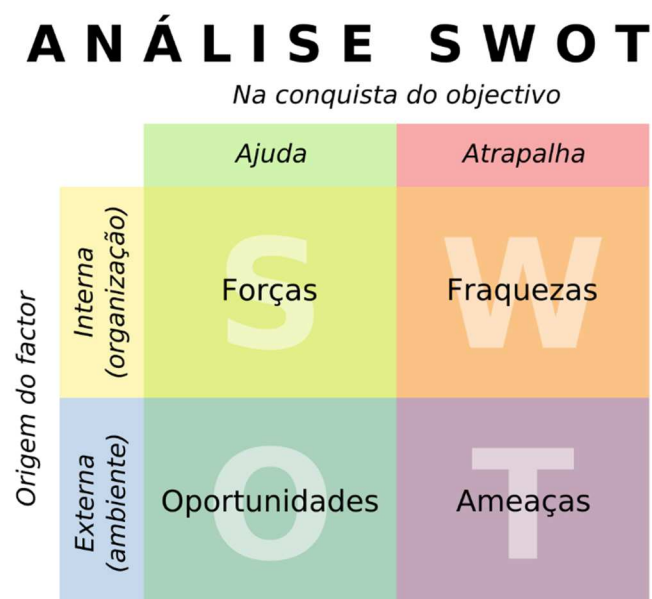 ANÁLISE SWOT
Na conquista do objectivo
Ajuda
Atrapalha
Origem do factor
Interna
(organização)
S
Forças
W
Fraquezas
Externa
(ambiente)
O
Oportunidades
T
Ameaças